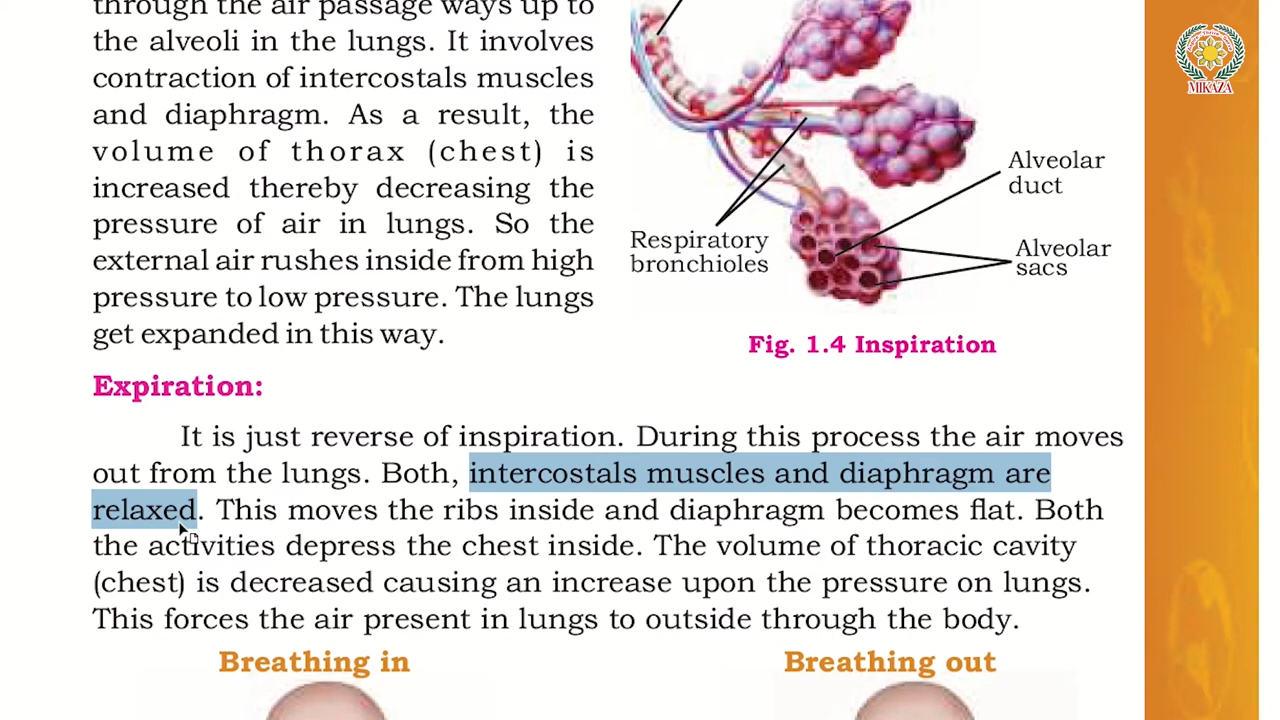 through the air passage ways up to
the alveoli in the lungs. It involves
contraction of intercostals muscles
and diaphragm. As a result, the
volume of thorax (chest) is
increased thereby decreasing the
pressure of air in lungs. So the
external air rushes inside from high
pressure to low pressure. The lungs
get expanded in this way.
Alveolar
duct
Respiratory
bronchioles
Alveolar
sacs
Fig. 1.4 Inspiration
Expiration:
It is just reverse of inspiration. During this process the air moves
out from the lungs. Both, intercostals muscles and diaphragm are
relaxed. This moves the ribs inside and diaphragm becomes flat. Both
the activities depress the chest inside. The volume of thoracic cavity
(chest) is decreased causing an increase upon the pressure on lungs.
This forces the air present in lungs to outside through the body.
Breathing in
Breathing out
MIKAZA